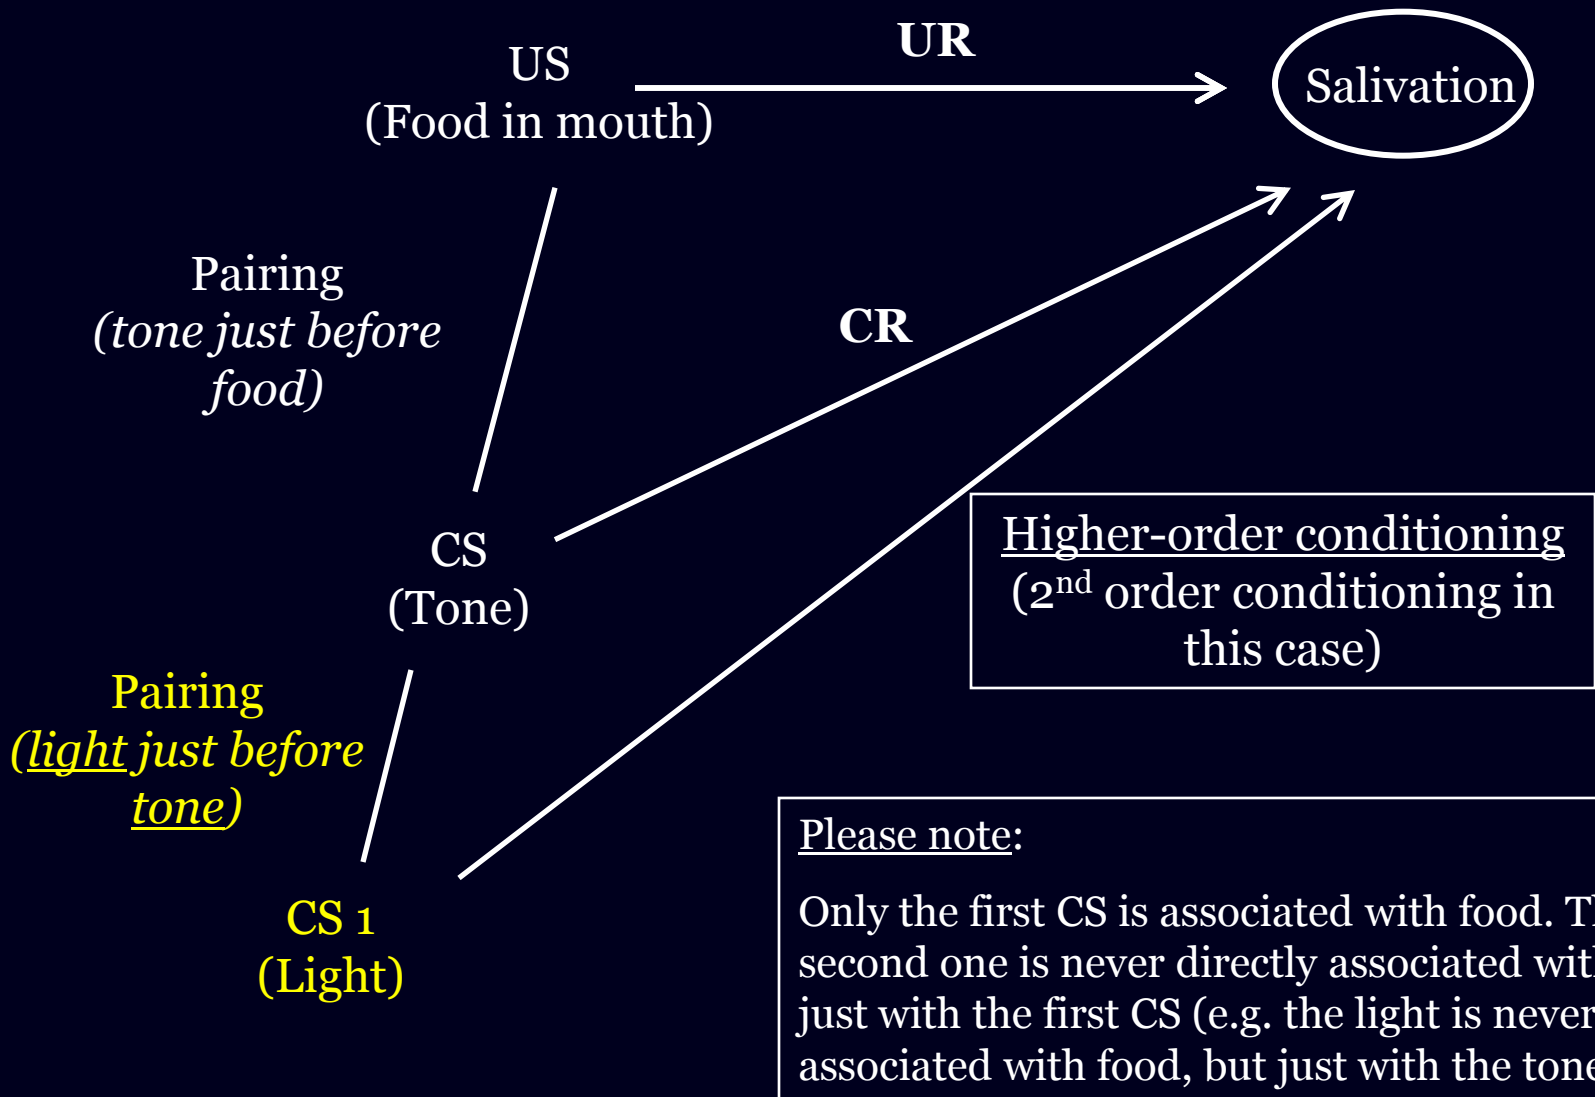 US
(Food in mouth)
UR
Salivation
Pairing
(tone just before
food)
CR
CS
(Tone)
Higher-order conditioning
(2nd order conditioning in
this case)
Pairing
(light just before
tone)
CS 1
(Light)
Please note:
Only the first CS is associated with food.
second one is never directly associated
just with the first CS (e.g. the light is never
associated with food, but just with the tone